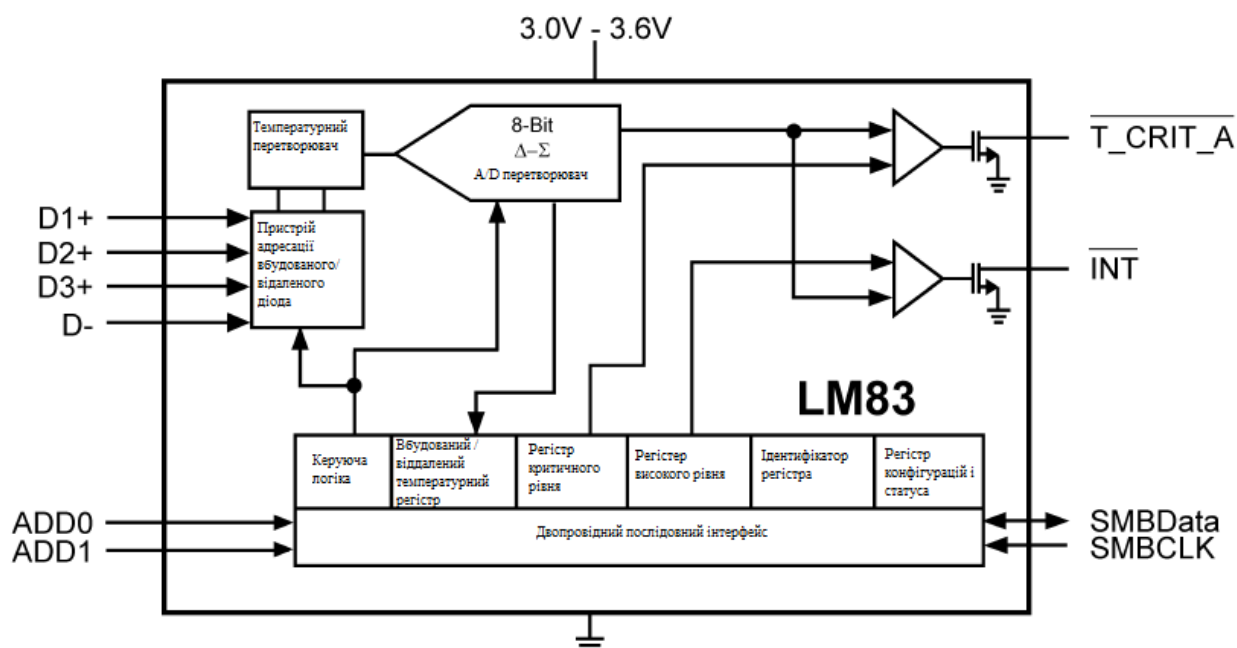 3.0V - 3.6V
Температурний
перетворювач
8-Bit
Δ–Σ
A/D перетворювач
T_CRIT_A
D1+
D2+
D3+
D-
Пристрій
адресації
вбудованого/
відаленого
діода
INT
LM83
Керуюча
логіка
Вбудований /
віддалений
температурний
регістр
Регістр
критичного
рівня
Регістер
високого рівня
Ідентифікатор
регістра
Регістр
конфігурацій і
статуса
ADD0
ADD1
Двопровідний послідовний інтерфейс
SMBData
SMBCLK